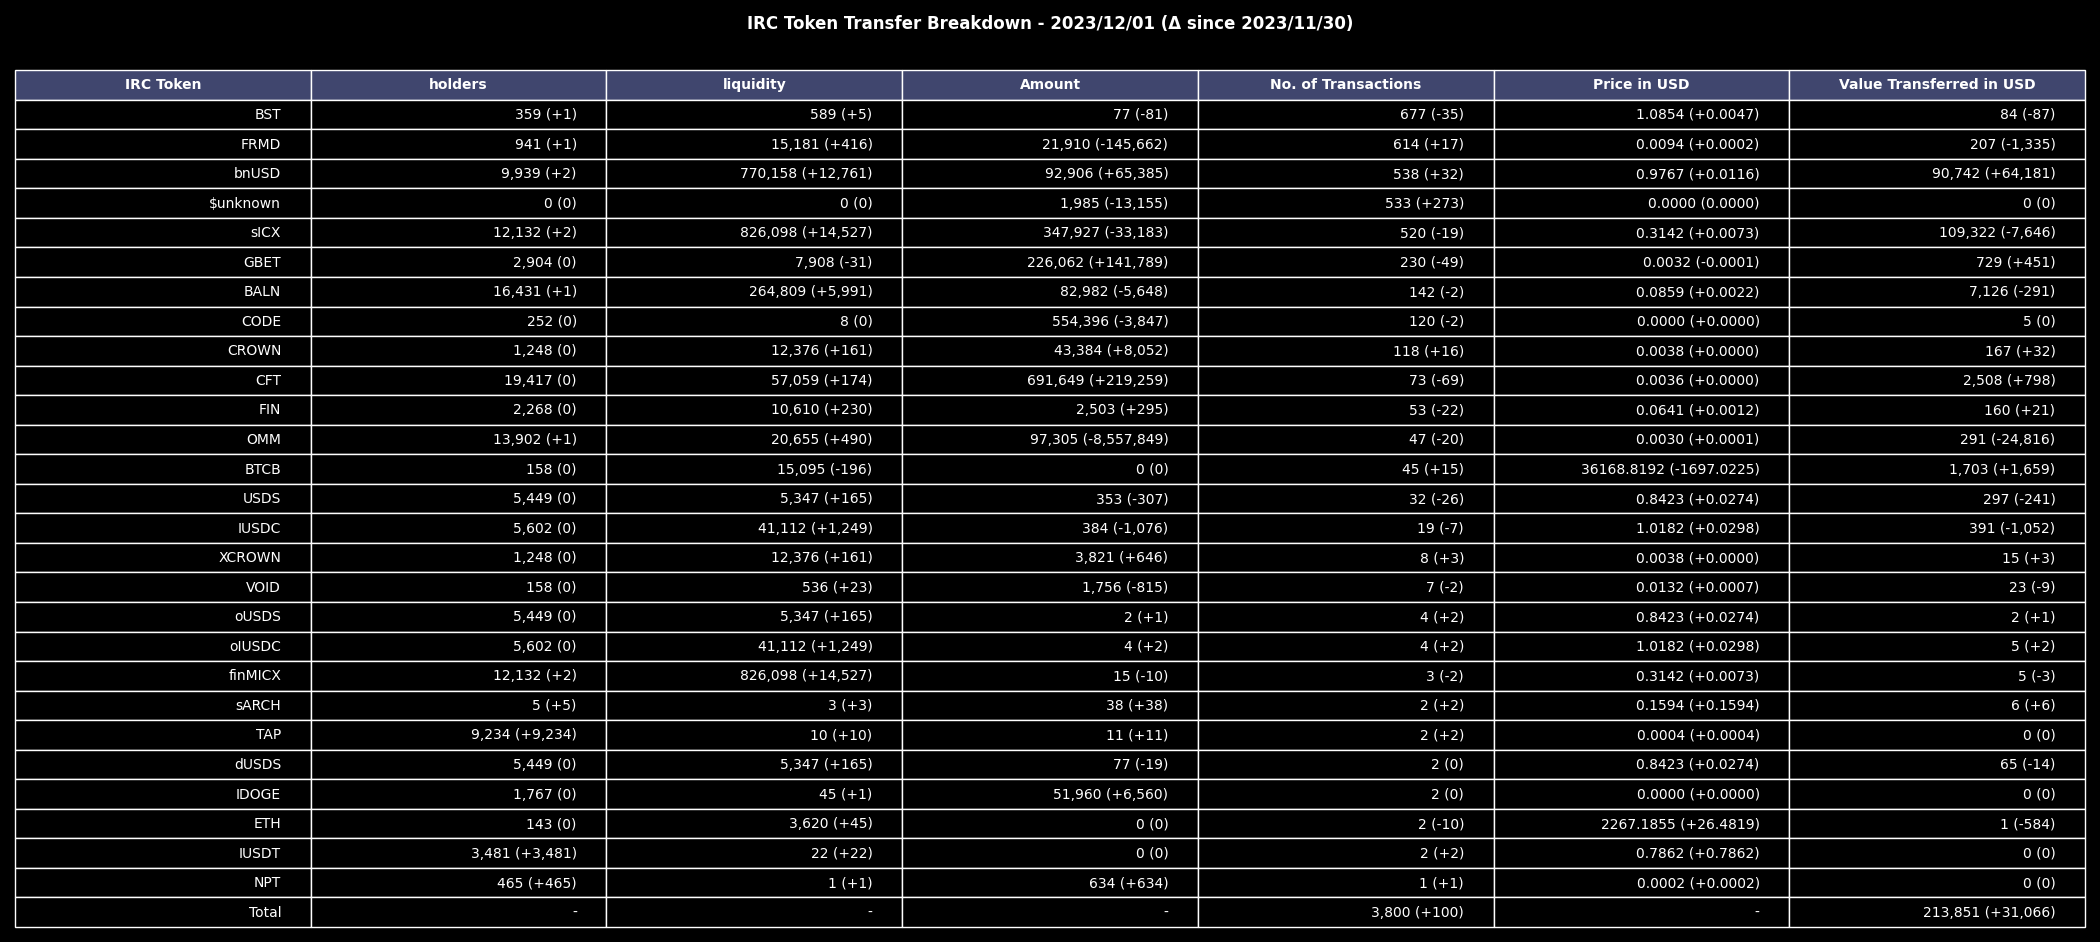 IRC Token Transfer Breakdown - 2023/12/01 (Δ since 2023/11/30)
IRC Token holders liquidity Amount No. of Transactions Price in USD Value Transferred in USD
BST 359 (+1) 589 (+5) 77 (-81) 677 (-35) 1.0854 (+0.0047) 84 (-87)
FRMD 941 (+1) 15,181 (+416) 21,910 (-145,662) 614 (+17) 0.0094 (+0.0002) 207 (-1,335)
bnUSD 9,939 (+2) 770,158 (+12,761) 92,906 (+65,385) 538 (+32) 0.9767 (+0.0116) 90,742 (+64,181)
$unknown 0 (0) 0 (0) 1,985 (-13,155) 533 (+273) 0.0000 (0.0000) 0 (0)
sICX 12,132 (+2) 826,098 (+14,527) 347,927 (-33,183) 520 (-19) 0.3142 (+0.0073) 109,322 (-7,646)
GBET 2,904 (0) 7,908 (-31) 226,062 (+141,789) 230 (-49) 0.0032 (-0.0001) 729 (+451)
BALN 16,431 (+1) 264,809 (+5,991) 82,982 (-5,648) 142 (-2) 0.0859 (+0.0022) 7,126 (-291)
CODE 252 (0) 8 (0) 554,396 (-3,847) 120 (-2) 0.0000 (+0.0000) 5 (0)
CROWN 1,248 (0) 12,376 (+161) 43,384 (+8,052) 118 (+16) 0.0038 (+0.0000) 167 (+32)
CFT 19,417 (0) 57,059 (+174) 691,649 (+219,259) 73 (-69) 0.0036 (+0.0000) 2,508 (+798)
FIN 2,268 (0) 10,610 (+230) 2,503 (+295) 53 (-22) 0.0641 (+0.0012) 160 (+21)
OMM 13,902 (+1) 20,655 (+490) 97,305 (-8,557,849) 47 (-20) 0.0030 (+0.0001) 291 (-24,816)
BTCB 158 (0) 15,095 (-196) 0 (0) 45 (+15) 36168.8192 (-1697.0225) 1,703 (+1,659)
USDS 5,449 (0) 5,347 (+165) 353 (-307) 32 (-26) 0.8423 (+0.0274) 297 (-241)
IUSDC 5,602 (0) 41,112 (+1,249) 384 (-1,076) 19 (-7) 1.0182 (+0.0298) 391 (-1,052)
XCROWN 1,248 (0) 12,376 (+161) 3,821 (+646) 8 (+3) 0.0038 (+0.0000) 15 (+3)
VOID 158 (0) 536 (+23) 1,756 (-815) 7 (-2) 0.0132 (+0.0007) 23 (-9)
oUSDS 5,449 (0) 5,347 (+165) 2 (+1) 4 (+2) 0.8423 (+0.0274) 2 (+1)
oIUSDC 5,602 (0) 41,112 (+1,249) 4 (+2) 4 (+2) 1.0182 (+0.0298) 5 (+2)
finMICX 12,132 (+2) 826,098 (+14,527) 15 (-10) 3 (-2) 0.3142 (+0.0073) 5 (-3)
sARCH 5 (+5) 3 (+3) 38 (+38) 2 (+2) 0.1594 (+0.1594) 6 (+6)
TAP 9,234 (+9,234) 10 (+10) 11 (+11) 2 (+2) 0.0004 (+0.0004) 0 (0)
dUSDS 5,449 (0) 5,347 (+165) 77 (-19) 2 (0) 0.8423 (+0.0274) 65 (-14)
IDOGE 1,767 (0) 45 (+1) 51,960 (+6,560) 2 (0) 0.0000 (+0.0000) 0 (0)
ETH 143 (0) 3,620 (+45) 0 (0) 2 (-10) 2267.1855 (+26.4819) 1 (-584)
IUSDT 3,481 (+3,481) 22 (+22) 0 (0) 2 (+2) 0.7862 (+0.7862) 0 (0)
NPT 465 (+465) 1 (+1) 634 (+634) 1 (+1) 0.0002 (+0.0002) 0 (0)
Total - - - 3,800 (+100) - 213,851 (+31,066)